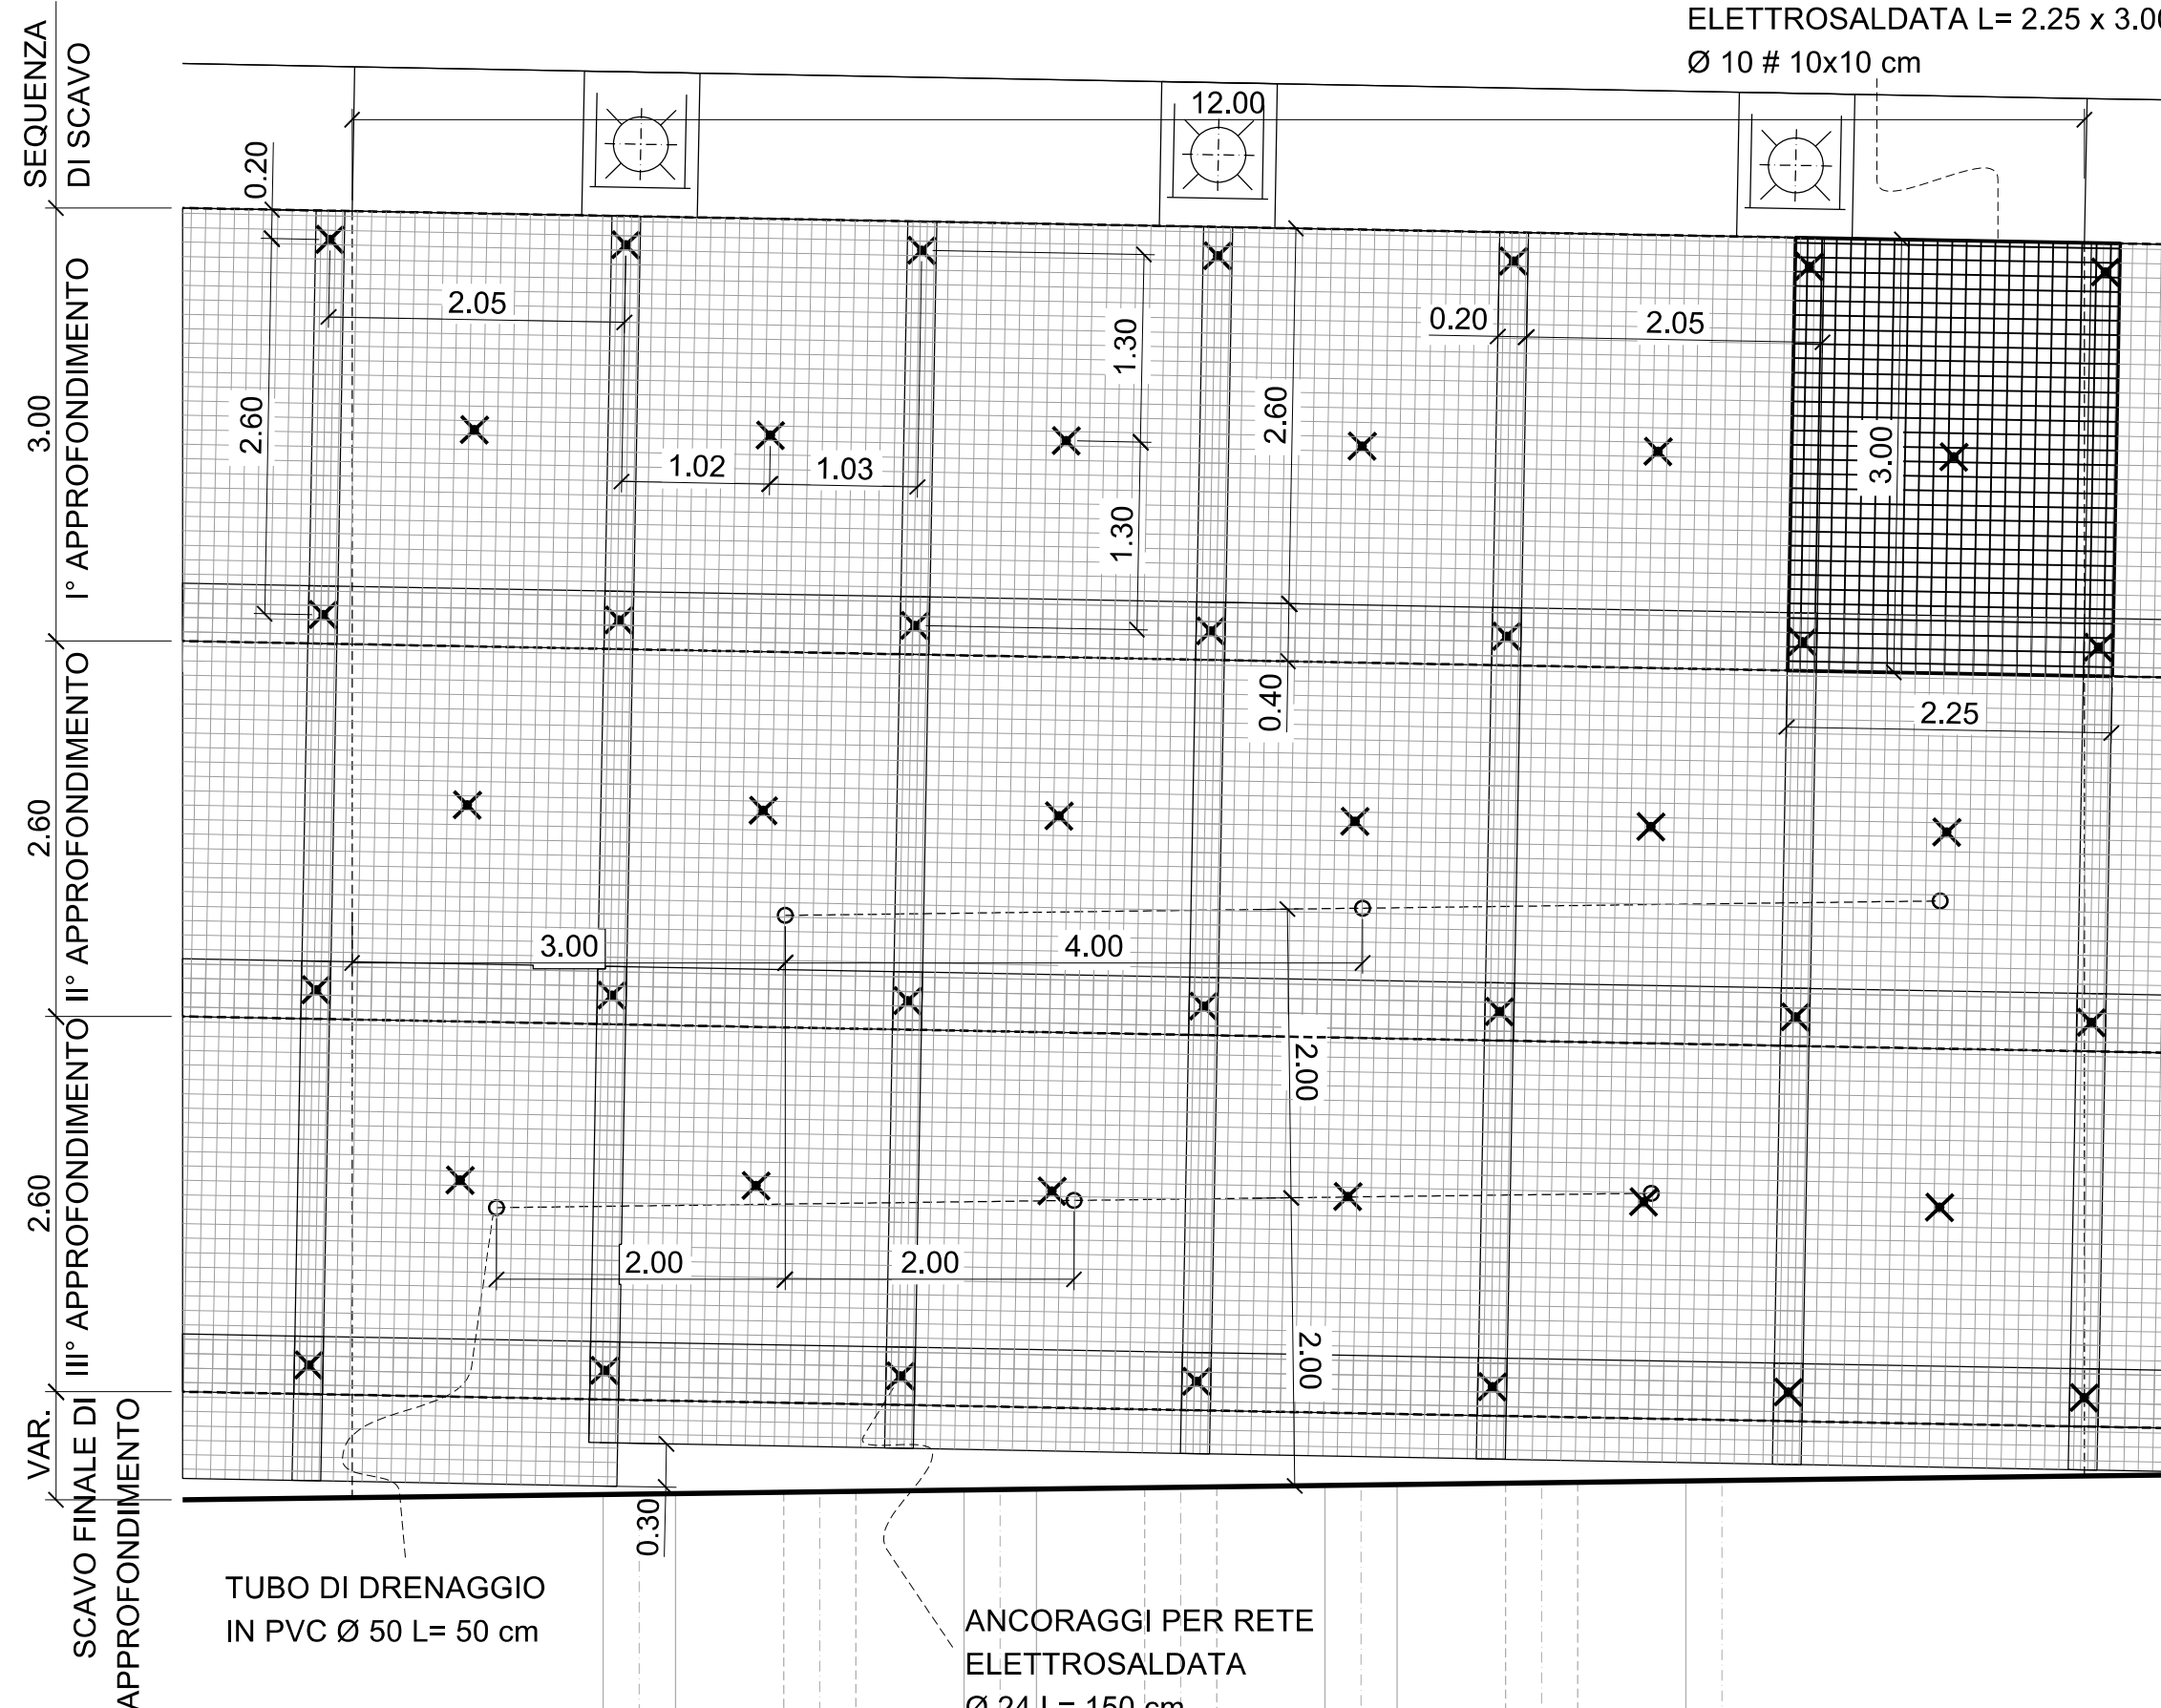 ELETTROSALDATA L= 2.25 x 3.00
Ø 10 # 10x10 cm
SEQUENZA
DI SCAVO
12.00
0.20
3.00
I° APPROFONDIMENTO
2.05
2.60
1.30
1.02
1.03
1.30
2.60
0.20
2.05
3.00
0.40
2.25
2.60
II° APPROFONDIMENTO
3.00
4.00
2.00
2.60
III° APPROFONDIMENTO
2.00
2.00
2.00
VAR.
SCAVO FINALE DI
APPROFONDIMENTO
0.30
TUBO DI DRENAGGIO
IN PVC Ø 50 L= 50 cm
ANCORAGGI PER RETE
ELETTROSALDATA
Ø 24 L= 150 cm